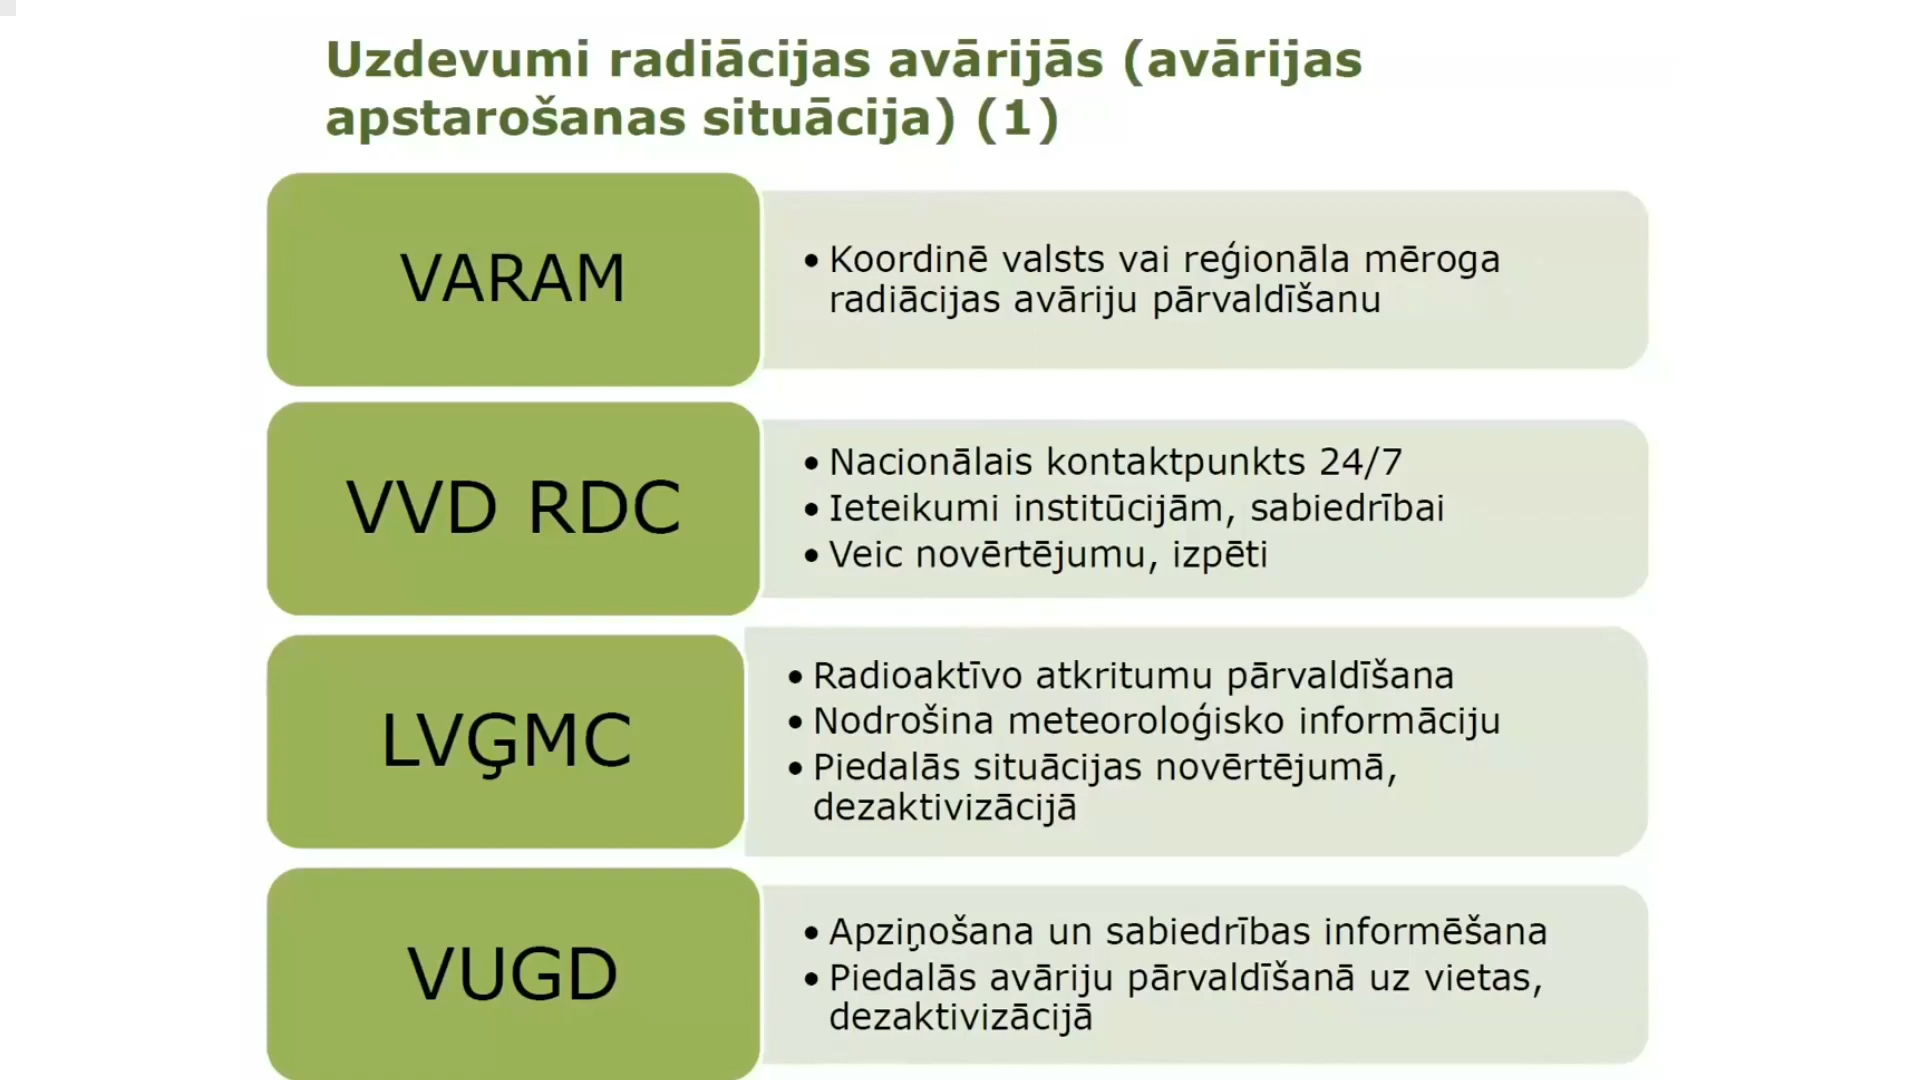 Uzdevumi radiācijas avārijās (avārijas
apstarošanas situācija) (1)
VARAM
• Koordinē valsts vai reģionāla mēroga
radiācijas avāriju pārvaldīšanu
VVD RDC
• Nacionālais kontaktpunkts 24/7
• Ieteikumi institūcijām, sabiedrībai
• Veic novērtējumu, izpēti
LVĢMC
• Radioaktīvo atkritumu pārvaldīšana
• Nodrošina meteoroloģisko informāciju
• Piedalās situācijas novērtējumā,
dezaktivizācijā
VUGD
• Apziņošana un sabiedrības informēšana
• Piedalās avāriju pārvaldīšanā uz vietas,
dezaktivizācijā